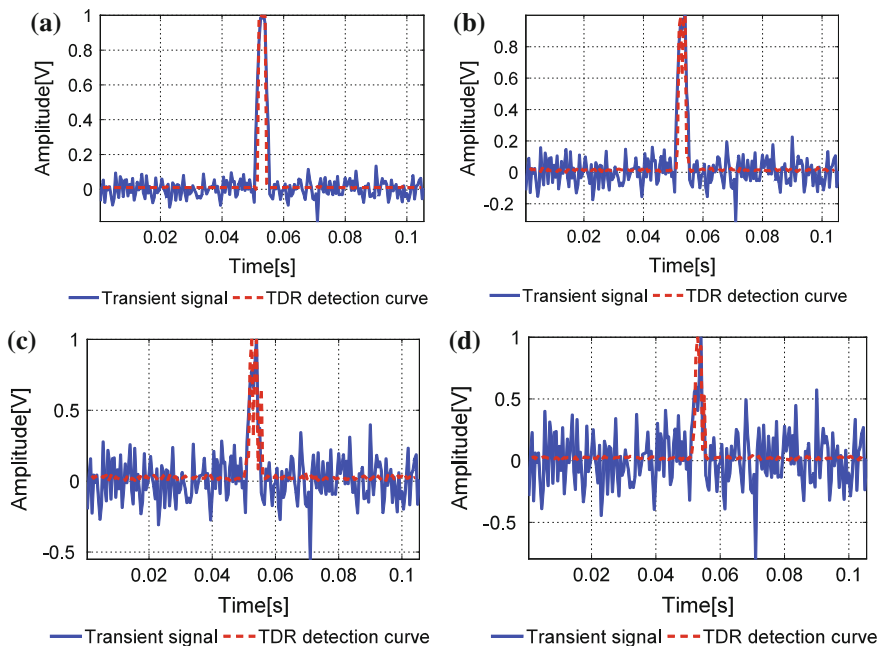 (a)
1
0.8
0.6
0.4
0.2
0
Amplitude[V]
0.02 0.04 0.06 0.08 0.1
Time[s]
Transient signal TDR detection curve
(b)
0.8
0.6
0.4
0.2
0
-0.2
Amplitude[V]
0.02 0.04 0.06 0.08 0.1
Time[s]
Transient signal TDR detection curve
(c)
1
0.5
0
-0.5
Amplitude[V]
0.02 0.04 0.06 0.08 0.1
Time[s]
Transient signal TDR detection curve
(d)
1
0.5
0
-0.5
Amplitude[V]
0.02 0.04 0.06 0.08 0.1
Time[s]
Transient signal TDR detection curve